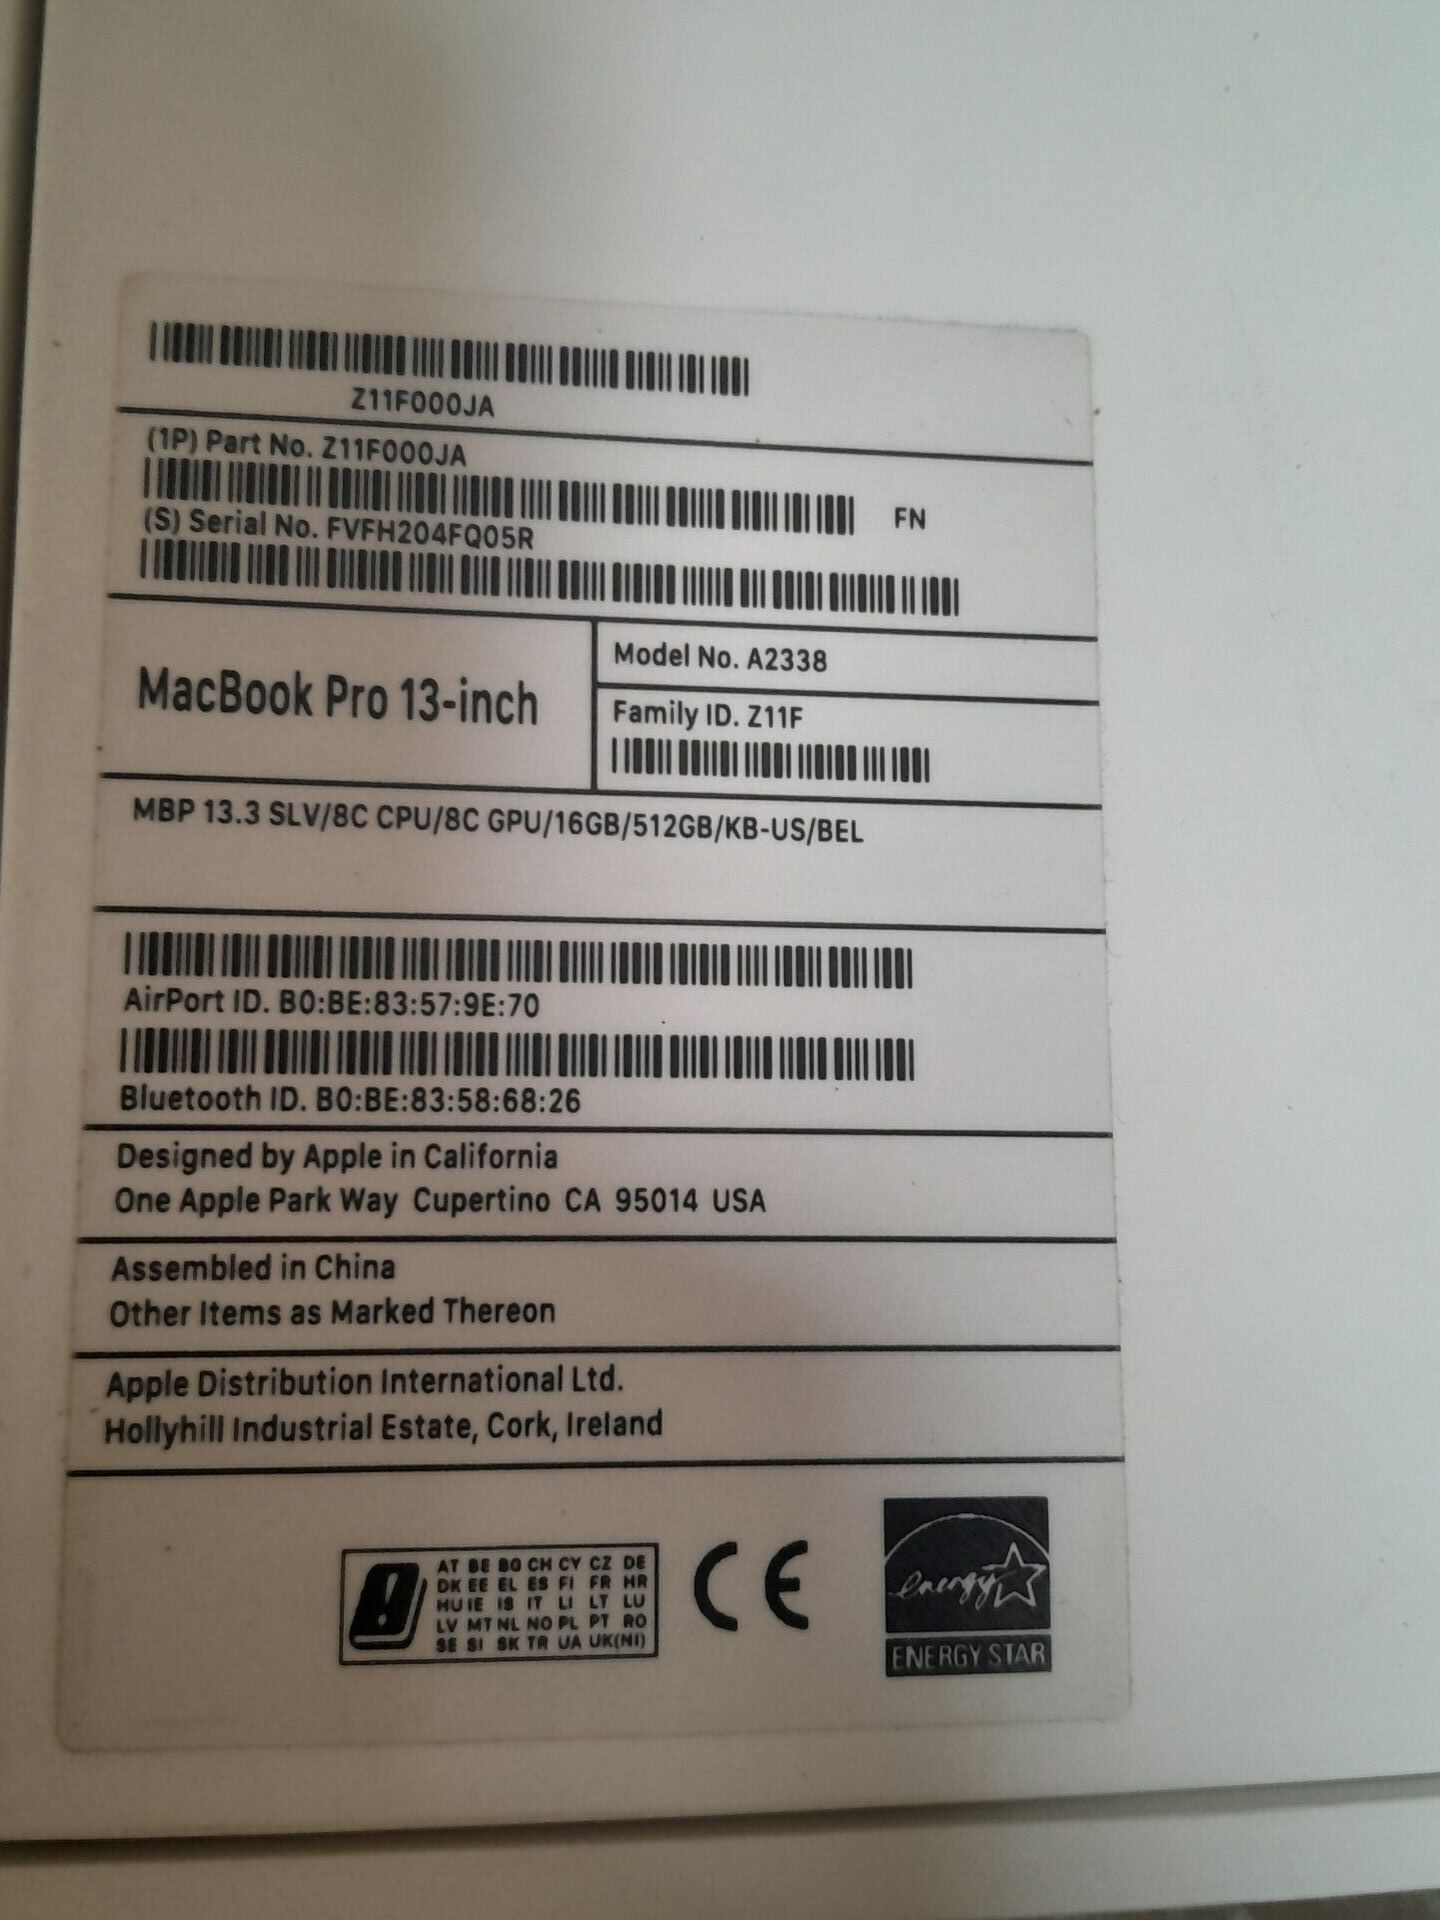 Z11F000JA
(1P) Part No. Z11F000JA
FN
(S) Serial No. FVFH204FQ05R
MacBook Pro 13-inch
Model No. A2338
Family ID. Z11F
MBP 13.3 SLV/8C CPU/8C GPU/16GB/512GB/KB-US/BEL
AirPort ID. B0:BE:83:57:9E:70
Bluetooth ID. B0:BE:83:58:68:26
Designed by Apple in California
One Apple Park Way Cupertino CA 95014 USA
Assembled in China
Other Items as Marked Thereon
Apple Distribution International Ltd.
Hollyhill Industrial Estate, Cork, Ireland
AT BE BG CH CY CZ DE
DK EE EL ES FI FR HR
HU IE IS IT LI LT LU
LV MT NL NO PL PT RO
SE SI SK TR UA UK(NI)
CE
energy
ENERGY STAR